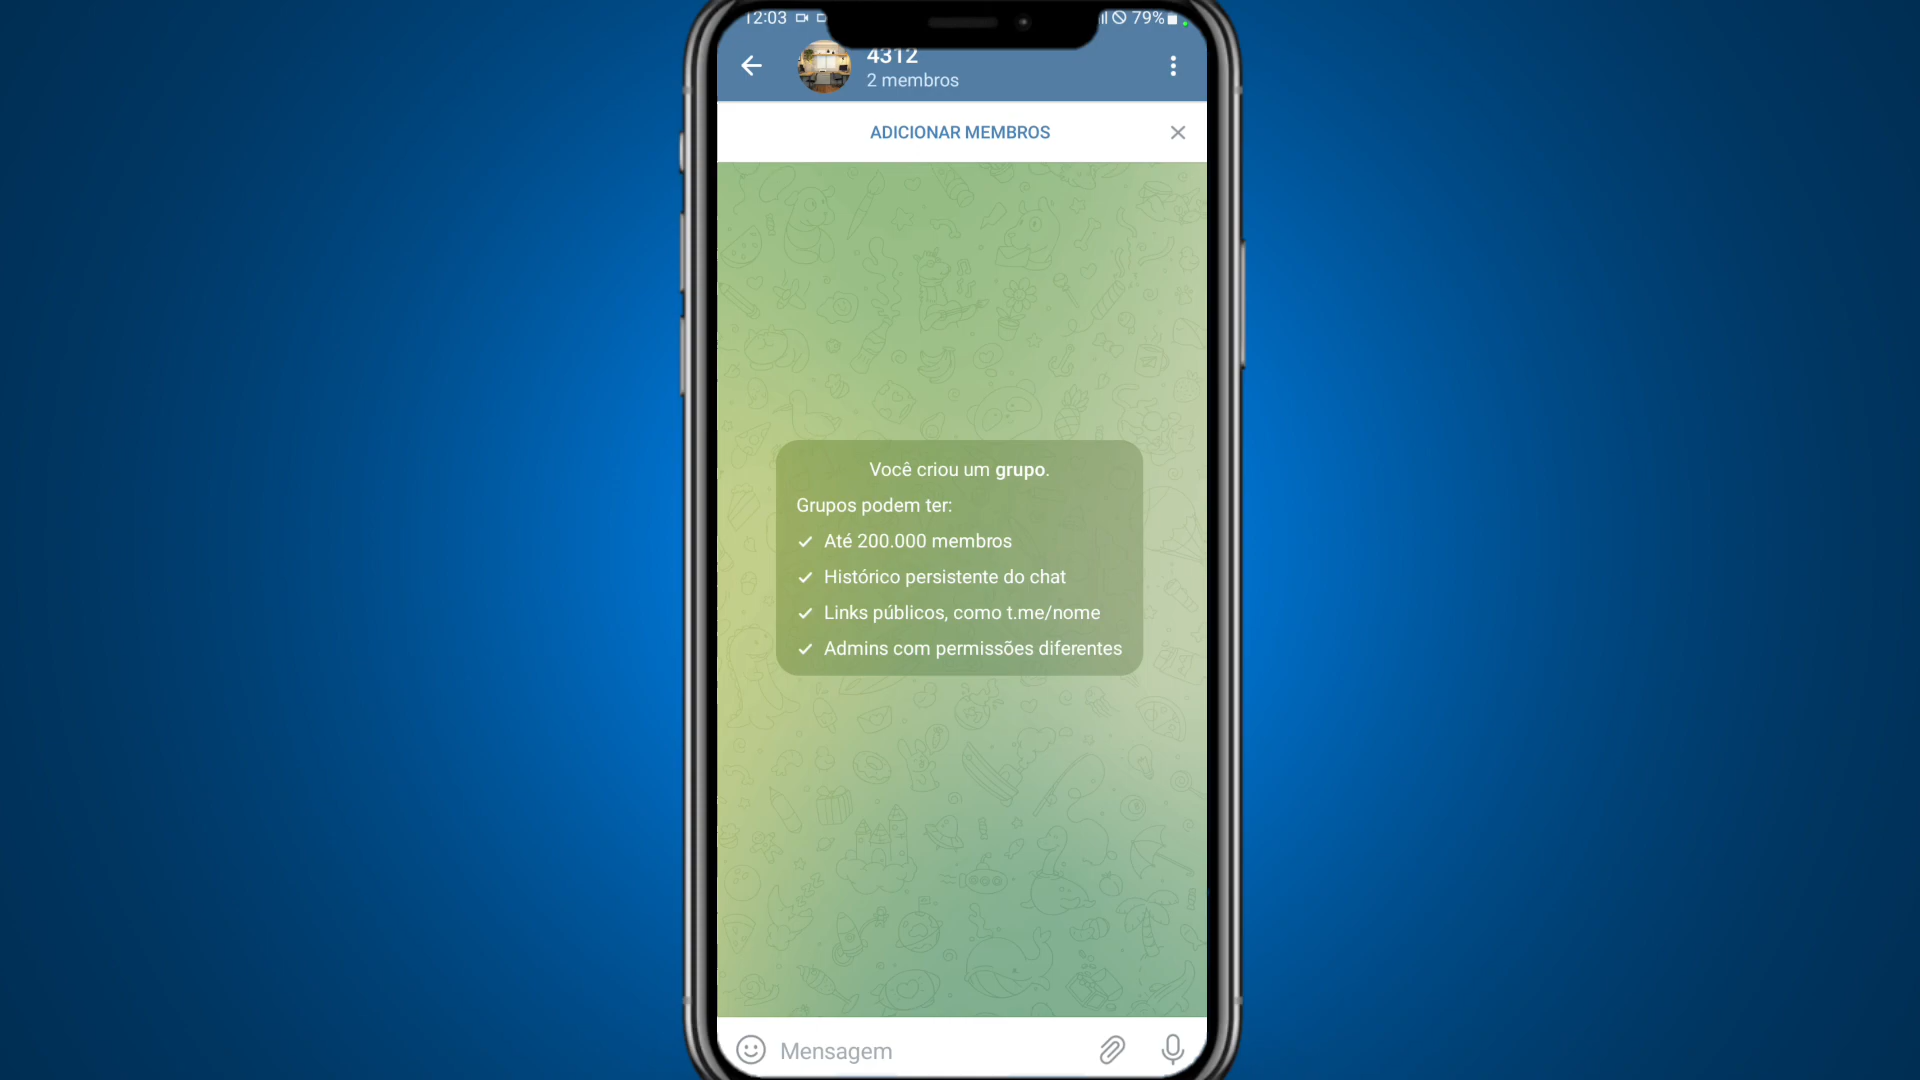 12:03
79%
4312
2 membros
ADICIONAR MEMBROS
Você criou um grupo.
Grupos podem ter:
Até 200.000 membros
Histórico persistente do chat
Links públicos, como t.me/nome
Admins com permissões diferentes
Mensagem